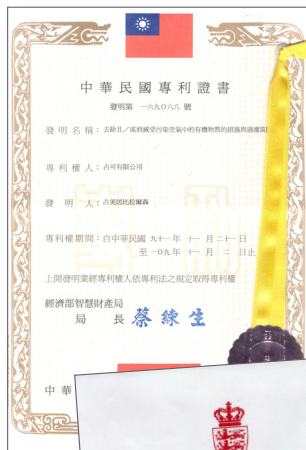 中華民國專利證書
發明第 一六九〇六八 號
發明名稱：去除且／或消滅受污染空氣中的有機物質的措施與過濾裝
專利權人：占可有限公司
發明人：占美恩比拉爾森
專利權期間：自中華民國 九十一年 十一月 二十一日
至 一〇九年 十一月 二 日止
上開發明業經專利權人依專利法之規定取得專利權
經濟部智慧財產局
局長 蔡練生
中華